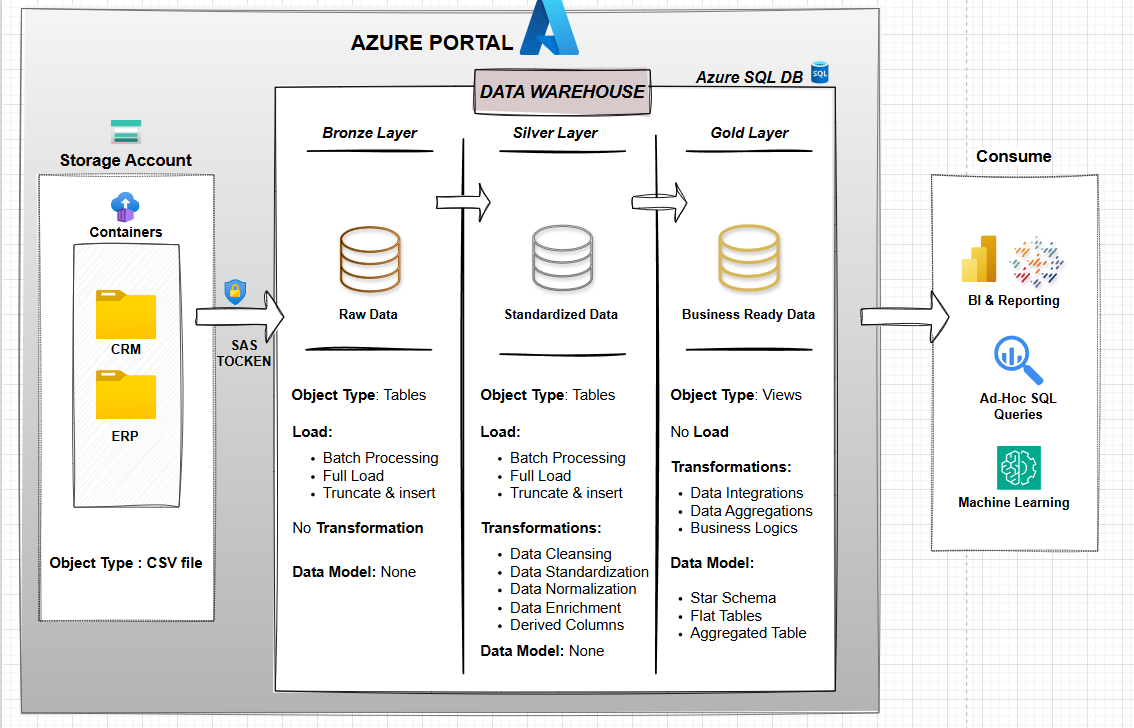 AZURE PORTAL
Azure SQL DB
SQL
DATA WAREHOUSE
Storage Account
Containers
CRM
ERP
Object Type : CSV file
SAS
TOCKEN
Bronze Layer
Raw Data
Object Type: Tables
Load:
• Batch Processing
• Full Load
• Truncate & insert
No Transformation
Data Model: None
Silver Layer
Standardized Data
Object Type: Tables
Load:
• Batch Processing
• Full Load
• Truncate & insert
Transformations:
• Data Cleansing
• Data Standardization
• Data Normalization
• Data Enrichment
• Derived Columns
Data Model: None
Gold Layer
Business Ready Data
Object Type: Views
No Load
Transformations:
• Data Integrations
• Data Aggregations
• Business Logics
Data Model:
• Star Schema
• Flat Tables
• Aggregated Table
Consume
BI & Reporting
Ad-Hoc SQL
Queries
Machine Learning